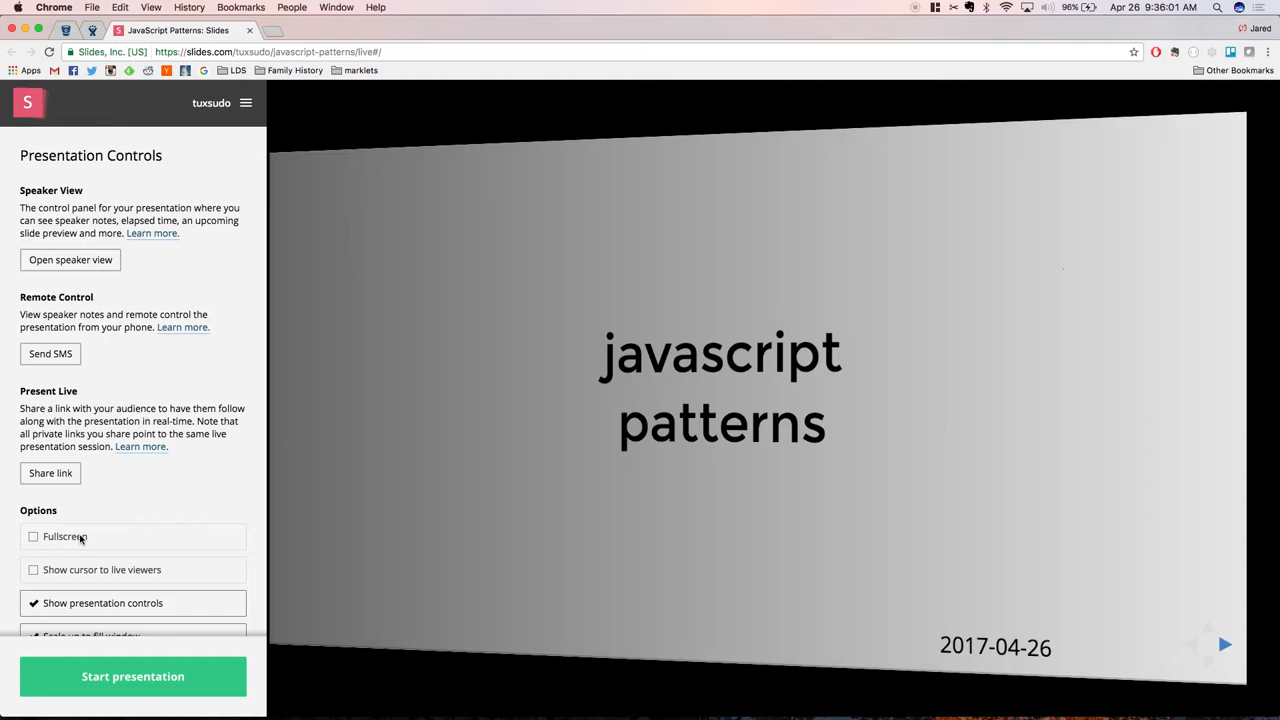 Chrome File Edit View History Bookmarks People Window Help
96% Apr 26 9:36:01 AM
JavaScript Patterns: Slides
Jared
Slides, Inc. [US] https://slides.com/tuxsudo/javascript-patterns/live#/
Apps LDS Family History marklets Other Bookmarks
S tuxsudo
Presentation Controls
Speaker View
The control panel for your presentation where you
can see speaker notes, elapsed time, an upcoming
slide preview and more. Learn more.
Open speaker view
Remote Control
View speaker notes and remote control the
presentation from your phone. Learn more.
Send SMS
Present Live
Share a link with your audience to have them follow
along with the presentation in real-time. Note that
all private links you share point to the same live
presentation session. Learn more.
Share link
Options
Fullscreen
Show cursor to live viewers
Show presentation controls
Scale up to fill window
Start presentation
javascript
patterns
2017-04-26